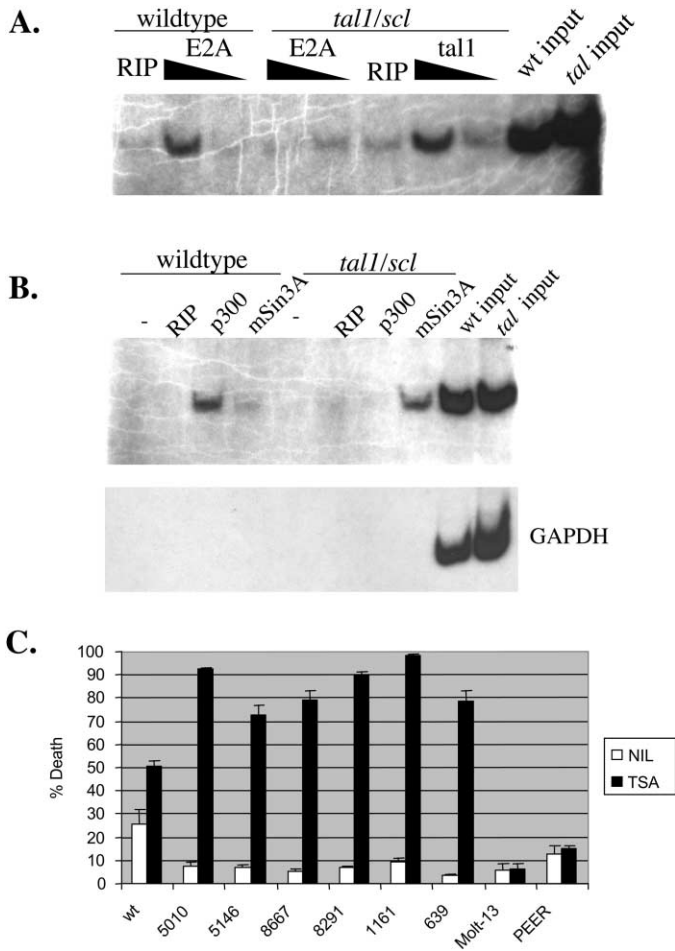 A.
wildtype tal1/scl
E2A E2A tal1
RIP RIP wt input tal input
B.
wildtype tal1/scl
- RIP p300 mSin3A - RIP p300 mSin3A wt input tal input
GAPDH
C.
% Death
100
90
80
70
60
50
40
30
20
10
0
NIL
TSA
wt 5010 5146 8667 8291 1161 639 Molt-13 PEER